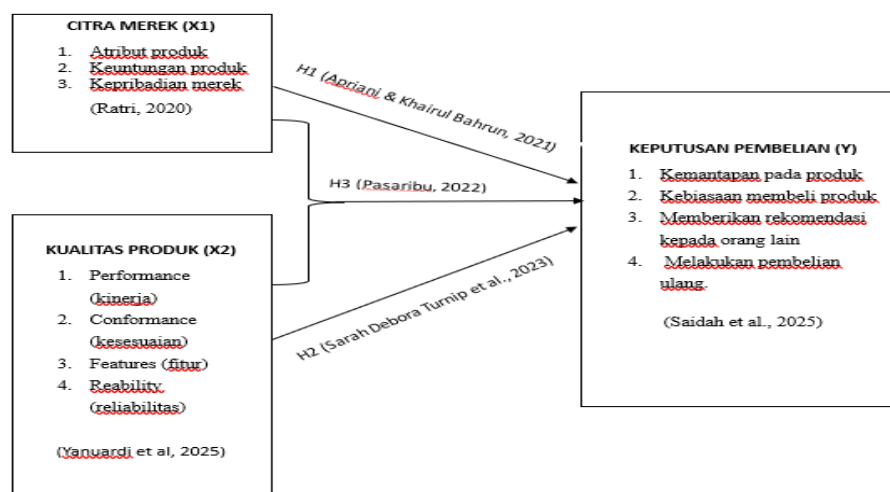 CITRA MEREK (X1)
1. Atribut produk
2. Keuntungan produk
3. Kepribadian merek
(Ratri, 2020)
H1 (Apriani & Khairul Bahrun, 2021)
H3 (Pasaribu, 2022)
KUALITAS PRODUK (X2)
1. Performance
(kinerja)
2. Conformance
(kesesuaian)
3. Features (fitur)
4. Reability
(reliabilitas)
(Yanuardi et al, 2025)
H2 (Sarah Debora Turnip et al., 2023)
KEPUTUSAN PEMBELIAN (Y)
1. Kemantapan pada produk
2. Kebiasaan membeli produk
3. Memberikan rekomendasi
kepada orang lain
4. Melakukan pembelian
ulang.
(Saidah et al., 2025)